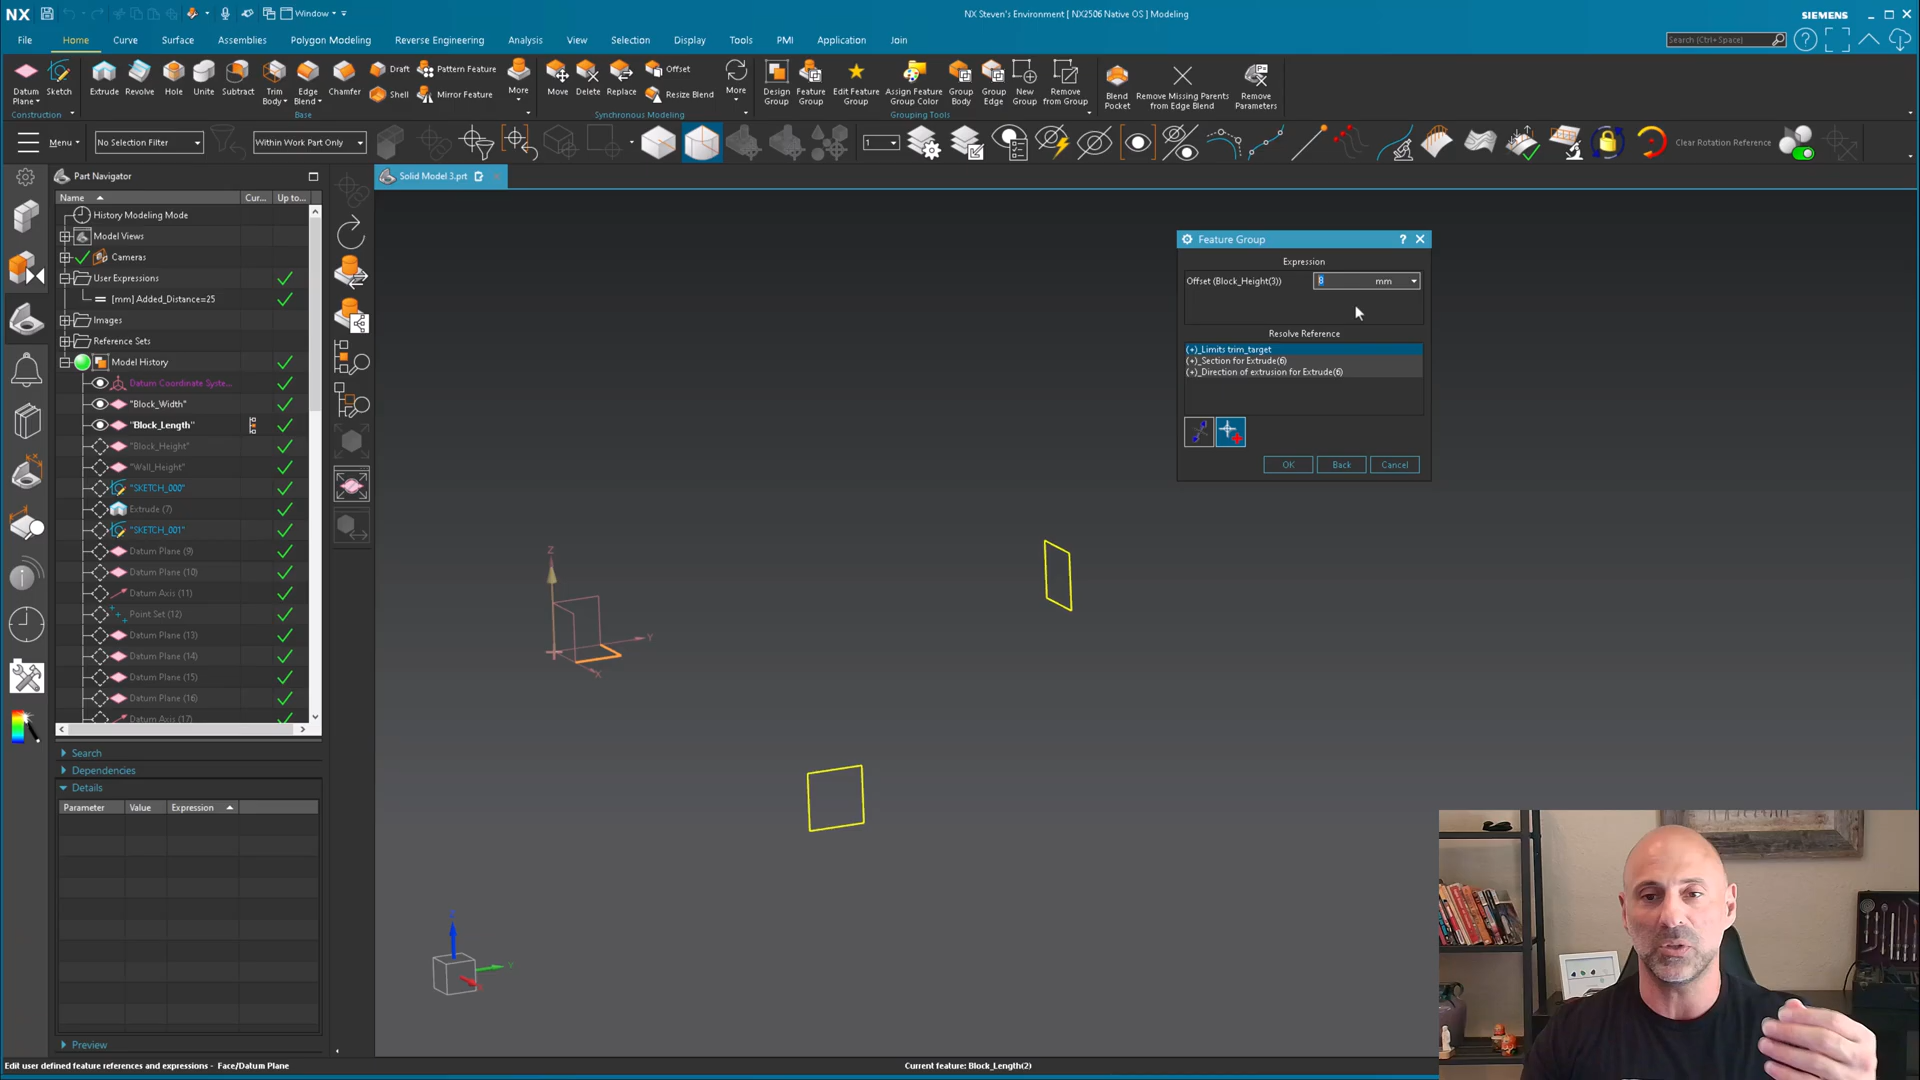 NX
Window
NX Steven's Environment [ NX2506 Native OS ] Modeling
SIEMENS
File
Home
Curve
Surface
Assemblies
Polygon Modeling
Reverse Engineering
Analysis
View
Selection
Display
Tools
PMI
Application
Join
Search (Ctrl+Space)
Datum Plane
Sketch
Extrude
Revolve
Hole
Unite
Subtract
Trim Body
Edge Blend
Chamfer
Draft
Shell
Pattern Feature
Mirror Feature
More
Move
Delete
Replace
Offset
Resize Blend
More
Design Group
Feature Group
Edit Feature Group
Assign Feature Group Color
Group Body
Group Edge
New Group
Remove from Group
Blend Pocket
Remove Missing Parents from Edge Blend
Remove Parameters
Construction
Base
Synchronous Modeling
Grouping Tools
Menu
No Selection Filter
Within Work Part Only
1
Clear Rotation Reference
Part Navigator
Solid Model 3.prt
Name
Cur...
Up to...
History Modeling Mode
Model Views
Cameras
User Expressions
[mm] Added_Distance=25
Images
Reference Sets
Model History
Datum Coordinate Syste...
"Block_Width"
"Block_Length"
"Block_Height"
"Wall_Height"
"SKETCH_000"
Extrude (7)
"SKETCH_001"
Datum Plane (9)
Datum Plane (10)
Datum Axis (11)
Point Set (12)
Datum Plane (13)
Datum Plane (14)
Datum Plane (15)
Datum Plane (16)
Datum Axis (17)
Search
Dependencies
Details
Parameter
Value
Expression
Preview
Feature Group
Expression
Offset (Block_Height(3))
mm
Resolve Reference
(+)_Limits trim_target
(+)_Section for Extrude(6)
(+)_Direction of extrusion for Extrude(6)
OK
Back
Cancel
Z
Y
X
Edit user defined feature references and expressions - Face/Datum Plane
Current feature: Block_Length(2)